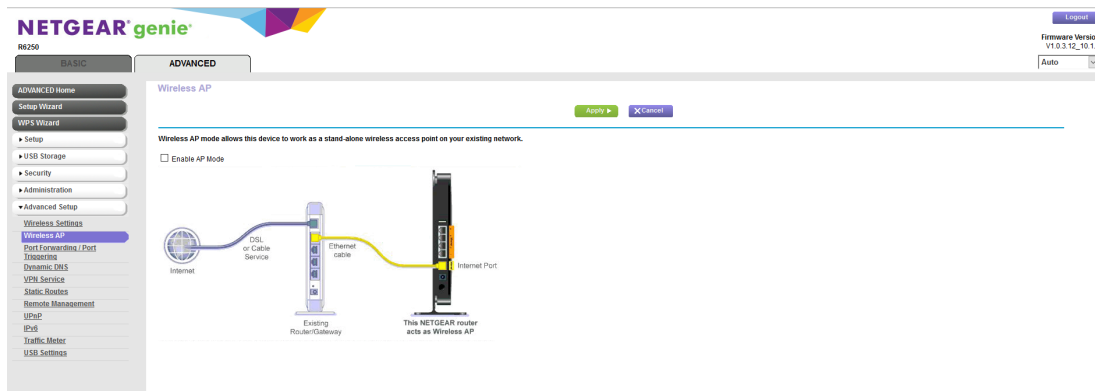 NETGEAR® genie®
Logout
R6250
Firmware Versio
V1.0.3.12_10.1.
BASIC
ADVANCED
Auto
ADVANCED Home
Setup Wizard
WPS Wizard
Setup
USB Storage
Security
Administration
Advanced Setup
Wireless Settings
Wireless AP
Port Forwarding / Port
Triggering
Dynamic DNS
VPN Service
Static Routes
Remote Management
UPnP
IPv6
Traffic Meter
USB Settings
Wireless AP
Apply
Cancel
Wireless AP mode allows this device to work as a stand-alone wireless access point on your existing network.
Enable AP Mode
DSL
or Cable
Service
Ethernet
cable
Internet
Internet Port
Existing
Router/Gateway
This NETGEAR router
acts as Wireless AP